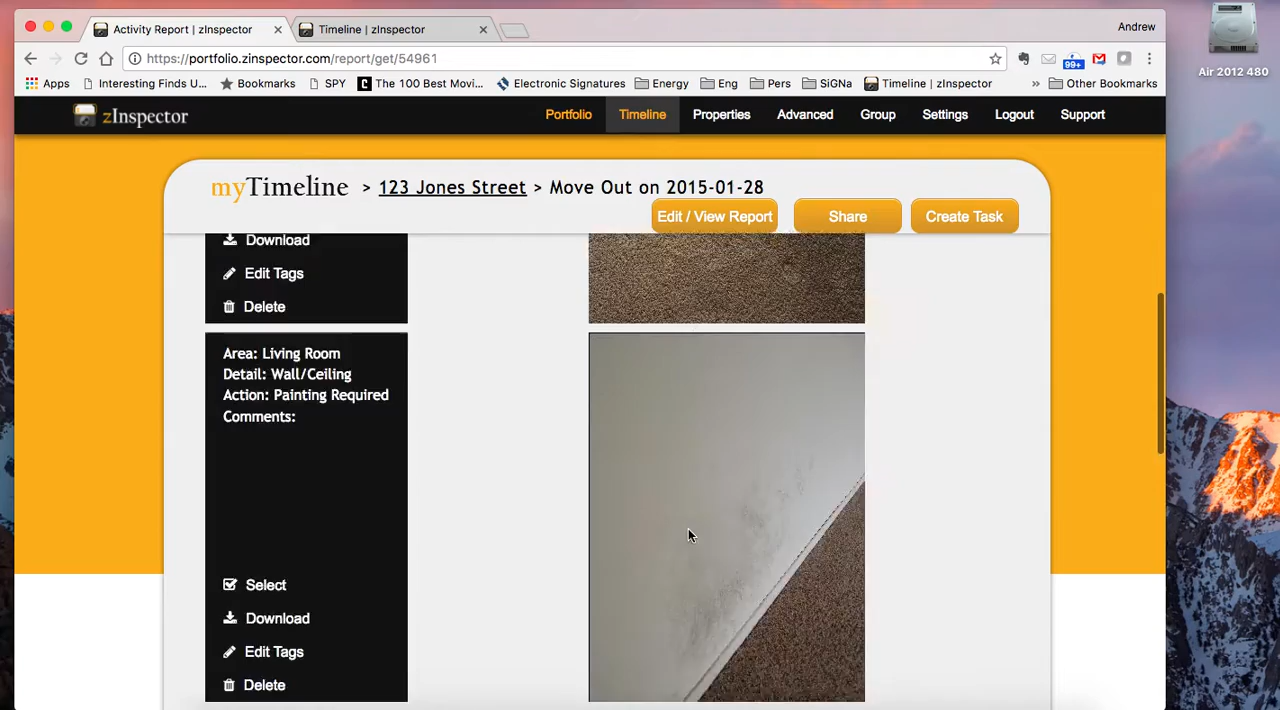 Activity Report | zInspector
Timeline | zInspector
Andrew
https://portfolio.zinspector.com/report/get/54961
Air 2012 480
99+
Apps
Interesting Finds U...
Bookmarks
SPY
C
The 100 Best Movi...
Electronic Signatures
Energy
Eng
Pers
SiGNa
Timeline | zInspector
»
Other Bookmarks
zInspector
Portfolio
Timeline
Properties
Advanced
Group
Settings
Logout
Support
myTimeline > 123 Jones Street > Move Out on 2015-01-28
Edit / View Report
Share
Create Task
Download
Edit Tags
Delete
Area: Living Room
Detail: Wall/Ceiling
Action: Painting Required
Comments:
Select
Download
Edit Tags
Delete